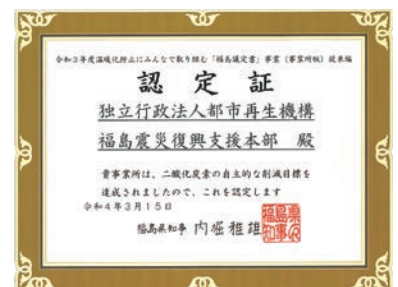 令和3年度温暖化防止にみんなで取り組む「福島議定書」事業（事業所版）従来編
認定証
独立行政法人都市再生機構
福島震災復興支援本部 殿
貴事業所は、二酸化炭素の自主的な削減目標を
達成されましたので、これを認定します
令和4年3月15日
福島県知事 内堀雅雄